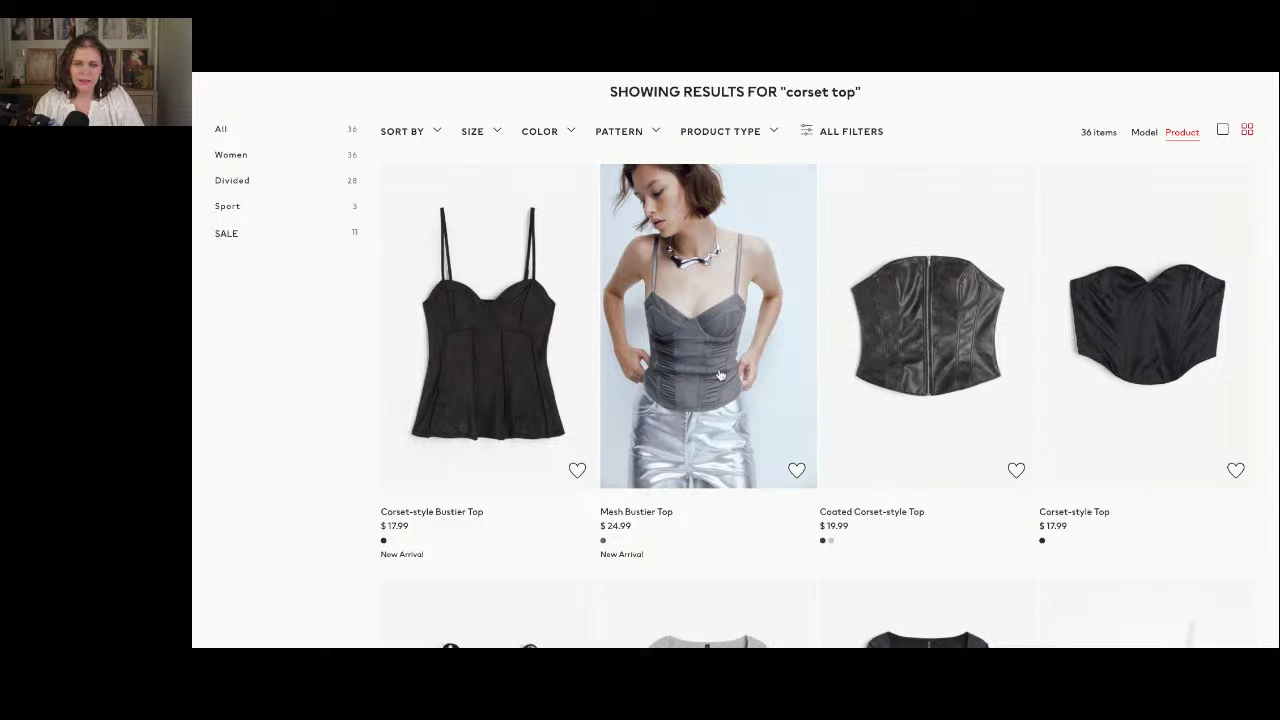 SHOWING RESULTS FOR "corset top"
All 36
Women 36
Divided 28
Sport 3
SALE 11
SORT BY SIZE COLOR PATTERN PRODUCT TYPE ALL FILTERS
36 items Model Product
Corset-style Bustier Top
$ 17.99
New Arrival
Mesh Bustier Top
$ 24.99
New Arrival
Coated Corset-style Top
$ 19.99
Corset-style Top
$ 17.99